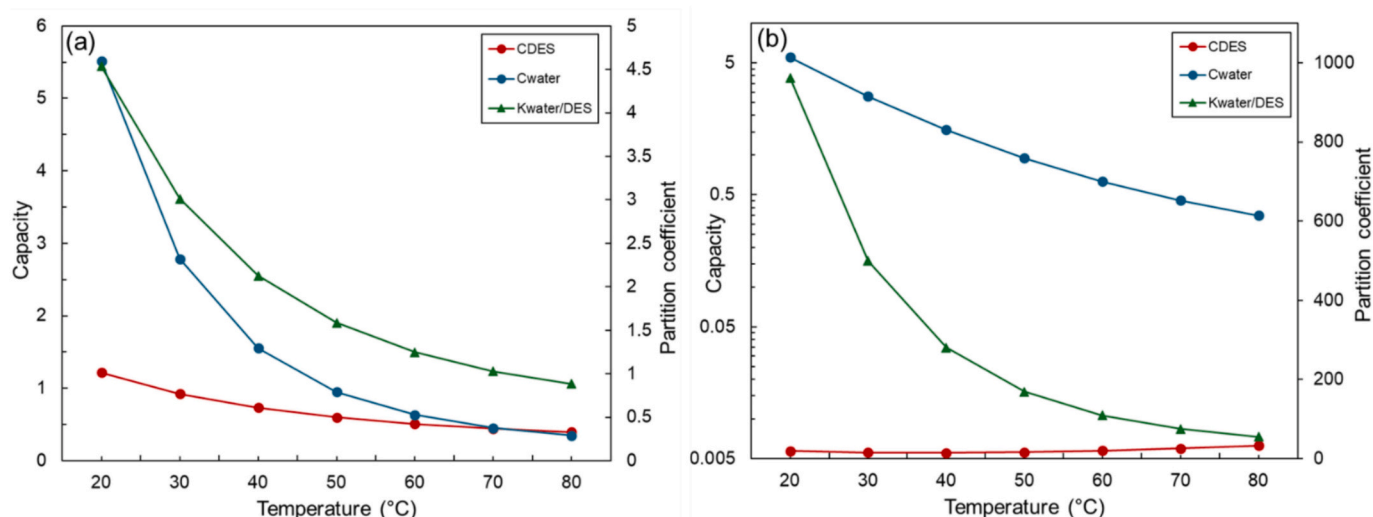 (a)
CDES
Cwater
Kwater/DES
6
5
4
3
2
1
0
Capacity
5
4.5
4
3.5
3
2.5
2
1.5
1
0.5
0
Partition coefficient
20 30 40 50 60 70 80
Temperature (°C)
(b)
CDES
Cwater
Kwater/DES
5
0.5
0.05
0.005
Capacity
1000
800
600
400
200
0
Partition coefficient
20 30 40 50 60 70 80
Temperature (°C)